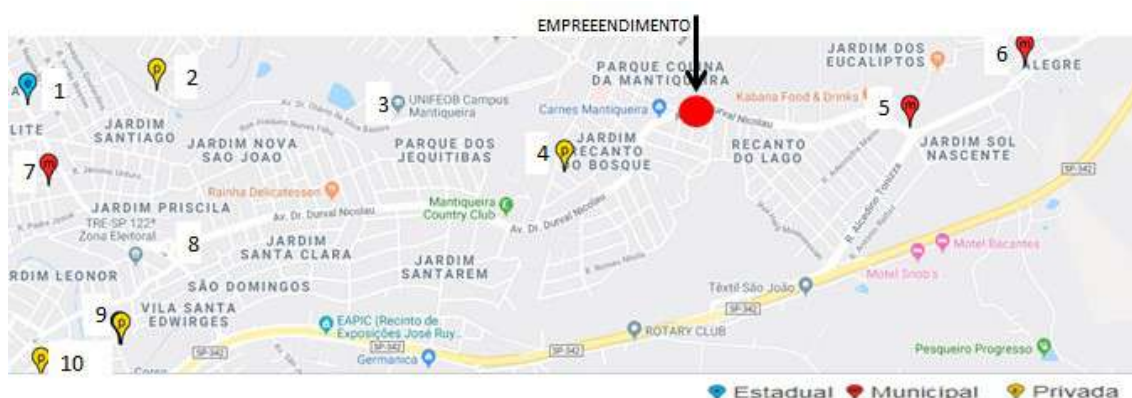 EMPREEENDIMENTO
1
2
3
4
5
6
7
8
9
10
JARDIM DOS
EUCALIPTOS
ALEGRE
PARQUE COLINA
DA MANTIQUEIRA
Carnes Mantiqueira
Kabana Food & Drinks
UNIFEOB Campus
Mantiqueira
LITE
JARDIM
SANTIAGO
JARDIM NOVA
SAO JOAO
PARQUE DOS
JEQUITIBAS
JARDIM
RECANTO
DO BOSQUE
RECANTO
DO LAGO
JARDIM SOL
NASCENTE
SP-342
Rainha Delicatessen
JARDIM PRISCILA
TRE-SP 122ª
Zona Eleitoral
Av. Dr. Durval Nicolau
Mantiqueira
Country Club
Av. Dr. Durval Nicolau
JARDIM
SANTA CLARA
RDIM LEONOR
SÃO DOMINGOS
JARDIM
SANTAREM
Motel Bacantes
Motel Snob's
Têxtil São João
VILA SANTA
EDWIRGES
EAPIC (Recinto de
Exposições José Ruy...
ROTARY CLUB
SP-342
SP-342
SP-342
Germanica
Pesqueiro Progresso
Estadual
Municipal
Privada